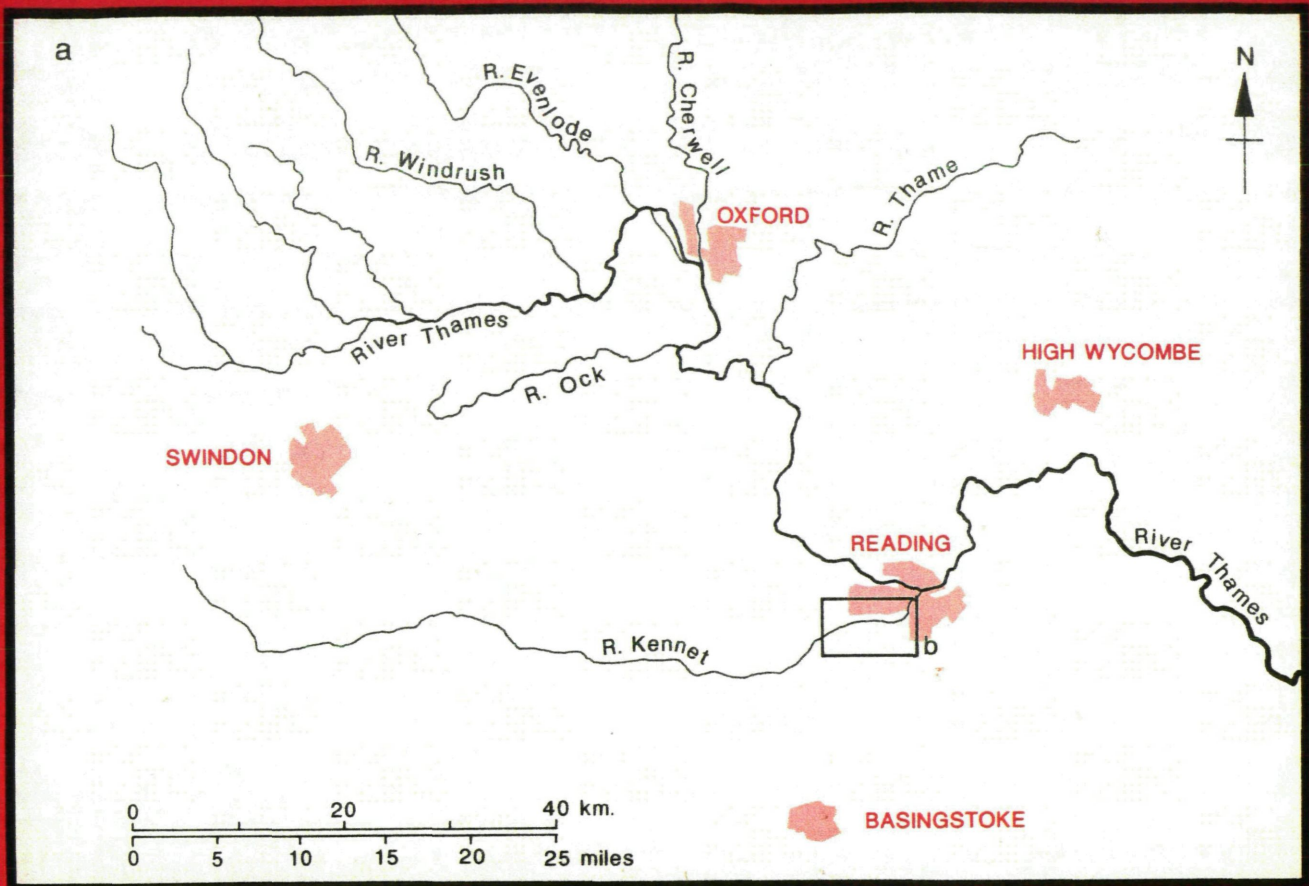 a
N
R. Evenlode
R. Cherwell
R. Windrush
R. Thame
OXFORD
River Thames
HIGH WYCOMBE
R. Ock
SWINDON
READING
River Thames
R. Kennet
b
0 20 40 km.
BASINGSTOKE
0 5 10 15 20 25 miles